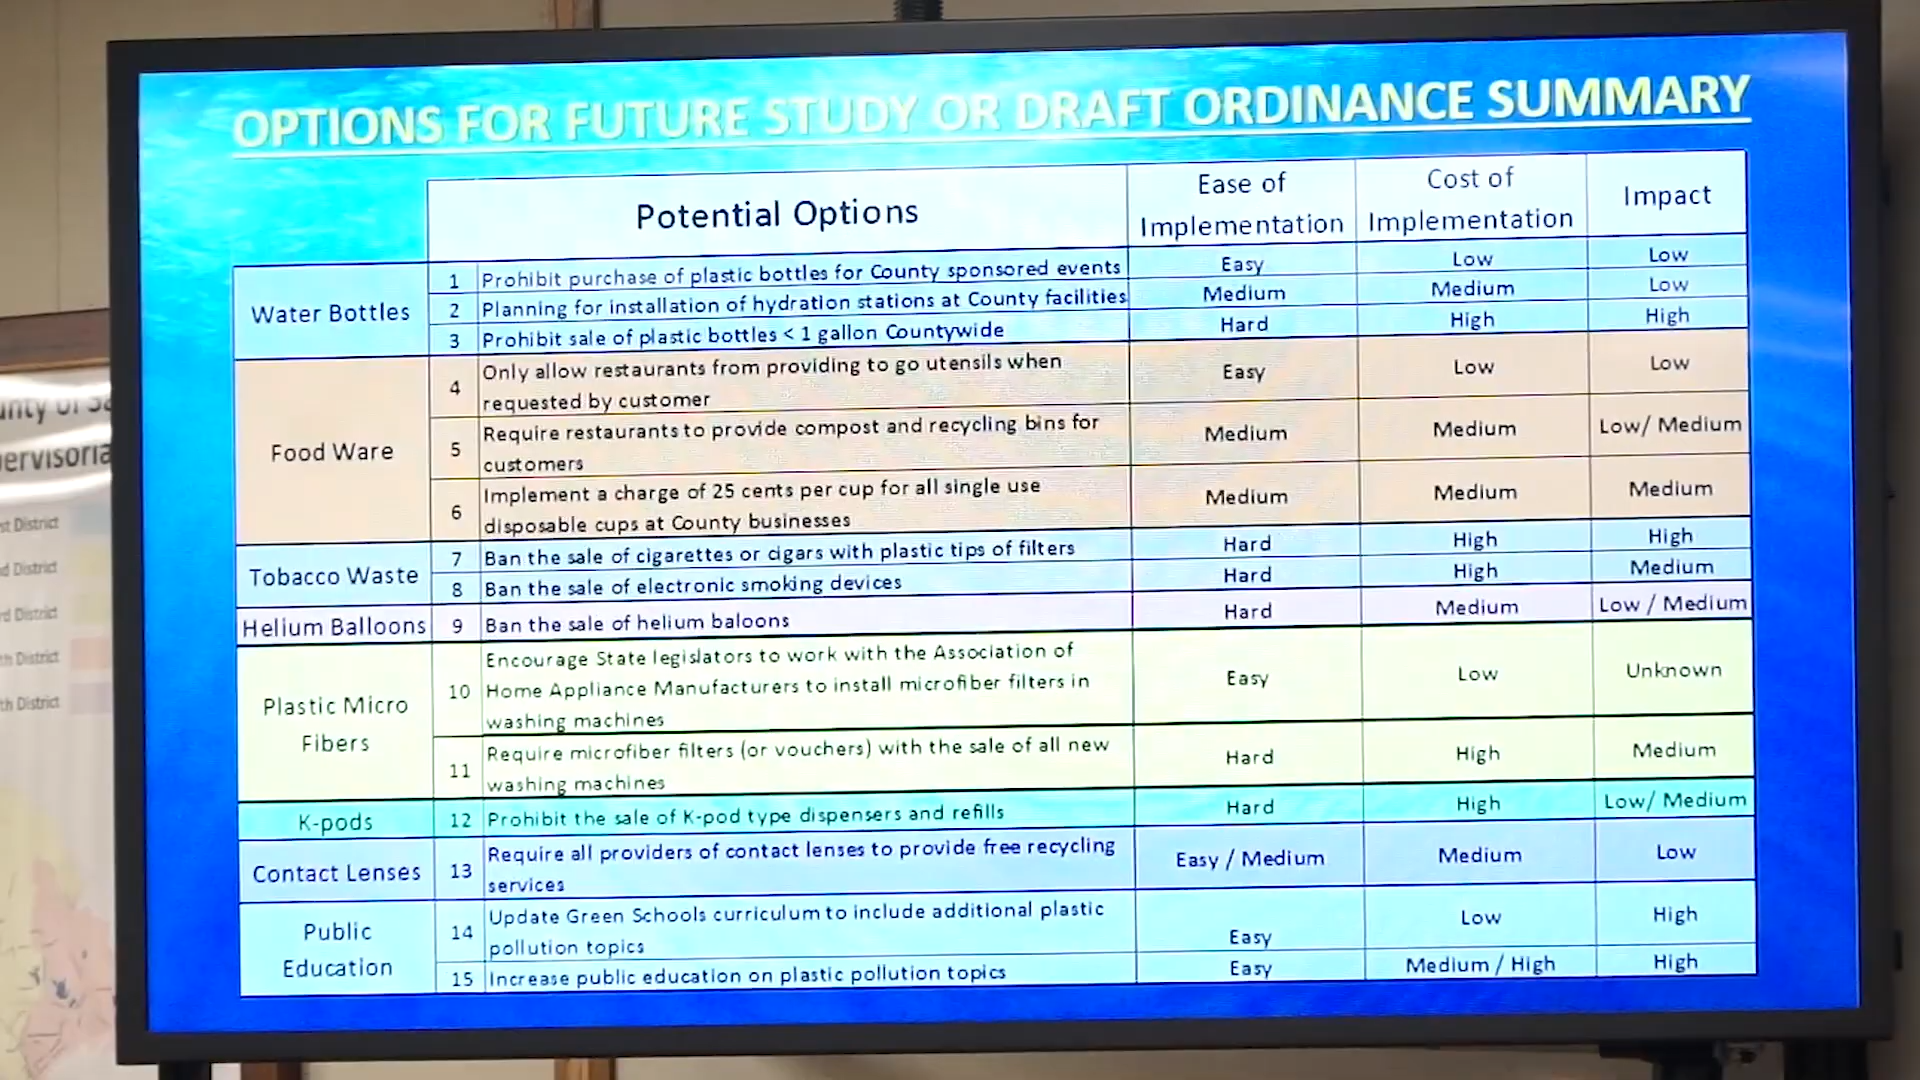 OPTIONS FOR FUTURE STUDY OR DRAFT ORDINANCE SUMMARY
Potential Options
Ease of
Implementation
Cost of
Implementation
Impact
Water Bottles
1 Prohibit purchase of plastic bottles for County sponsored events Easy Low Low
2 Planning for installation of hydration stations at County facilities Medium Medium Low
3 Prohibit sale of plastic bottles < 1 gallon Countywide Hard High High
Food Ware
4 Only allow restaurants from providing to go utensils when
requested by customer
Easy Low Low
5 Require restaurants to provide compost and recycling bins for
customers
Medium Medium Low/ Medium
6 Implement a charge of 25 cents per cup for all single use
disposable cups at County businesses
Medium Medium Medium
Tobacco Waste
7 Ban the sale of cigarettes or cigars with plastic tips of filters Hard High High
8 Ban the sale of electronic smoking devices Hard High Medium
Helium Balloons 9 Ban the sale of helium baloons Hard Medium Low / Medium
Plastic Micro
Fibers
10 Encourage State legislators to work with the Association of
Home Appliance Manufacturers to install microfiber filters in
washing machines
Easy Low Unknown
11 Require microfiber filters (or vouchers) with the sale of all new
washing machines
Hard High Medium
K-pods 12 Prohibit the sale of K-pod type dispensers and refills Hard High Low/ Medium
Contact Lenses 13 Require all providers of contact lenses to provide free recycling
services
Easy / Medium Medium Low
Public
Education
14 Update Green Schools curriculum to include additional plastic
pollution topics
Easy Low High
15 Increase public education on plastic pollution topics Easy Medium / High High
District
District
District
District
District